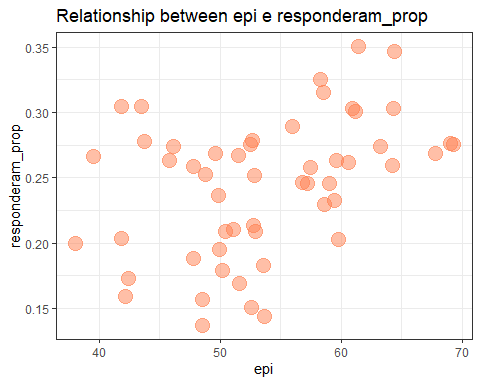 Relationship between epi e responderam_prop
responderam_prop
0.35
0.30
0.25
0.20
0.15
40 50 60 70
epi